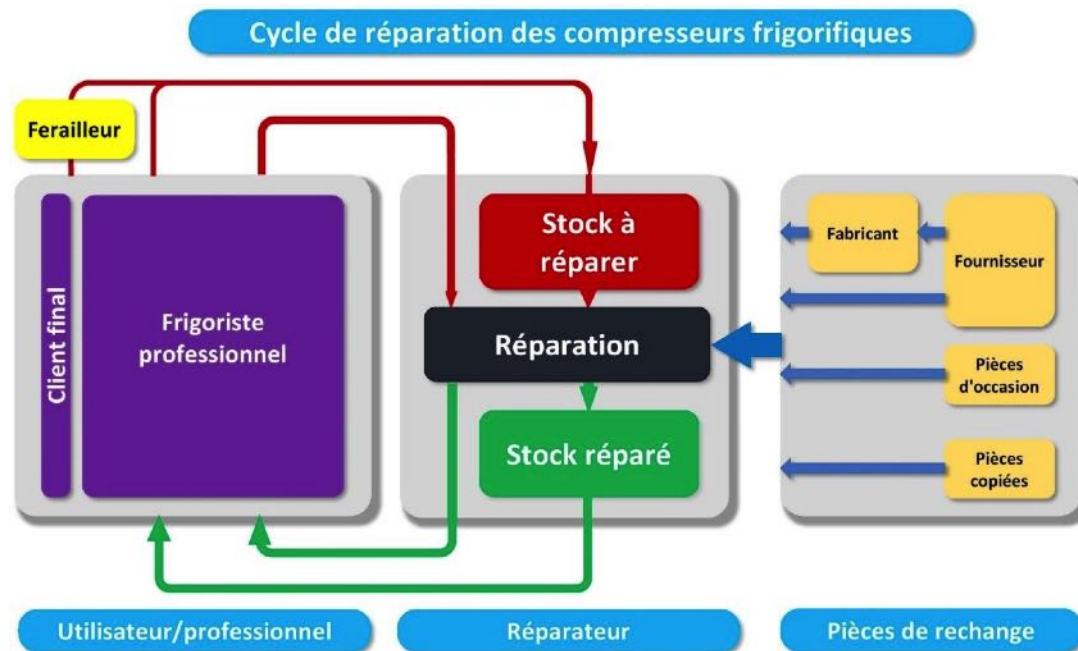 Cycle de réparation des compresseurs frigorifiques
Ferailleur
Client final
Frigoriste
professionnel
Stock à
réparer
Réparation
Stock réparé
Fabricant
Fournisseur
Pièces
d'occasion
Pièces
copiées
Utilisateur/professionnel
Réparateur
Pièces de rechange